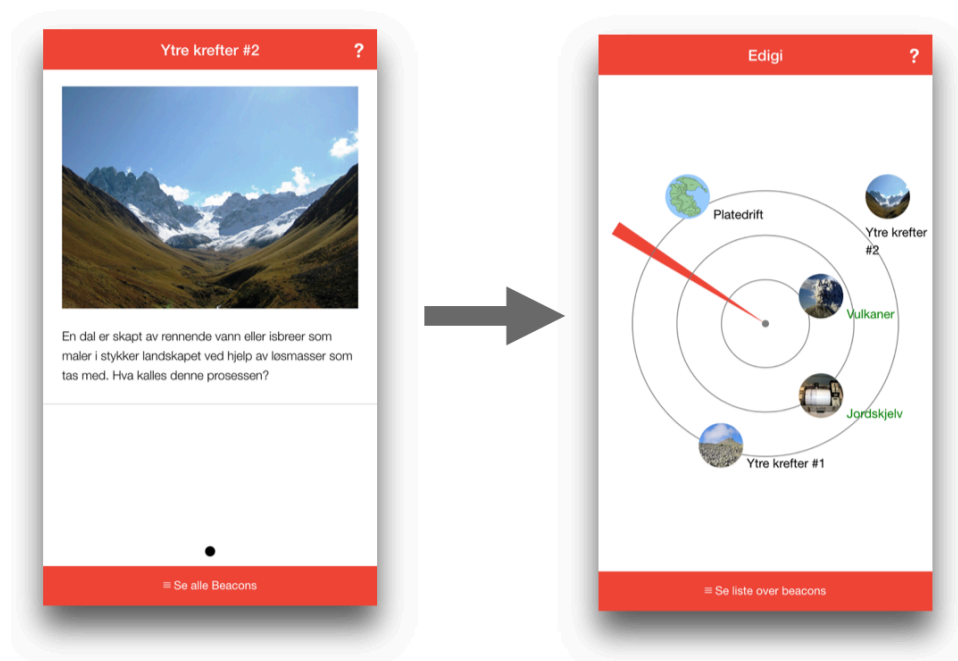 Ytre krefter #2
?
En dal er skapt av rennende vann eller isbreer som
maler i stykker landskapet ved hjelp av løsmasser som
tas med. Hva kalles denne prosessen?
≡ Se alle Beacons
Edigi
?
Platedrift
Ytre krefter
#2
Vulkaner
Jordskjelv
Ytre krefter #1
≡ Se liste over beacons